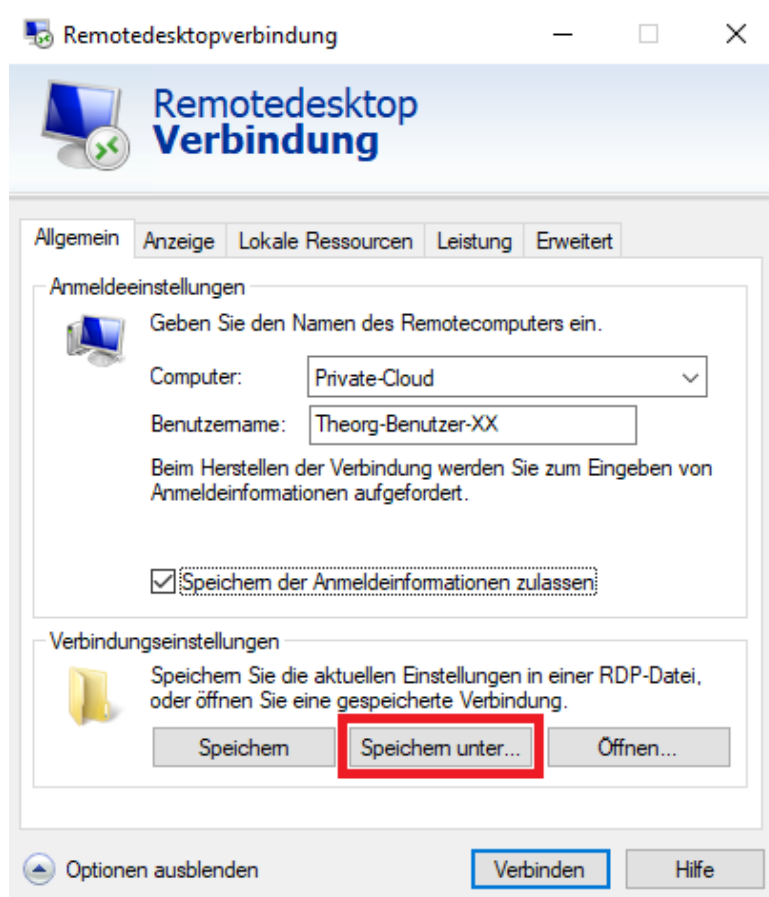 Remotedesktopverbindung
Remotedesktop
Verbindung
Allgemein Anzeige Lokale Ressourcen Leistung Erweitert
Anmeldeeinstellungen
Geben Sie den Namen des Remotecomputers ein.
Computer: Private-Cloud
Benutzername: Theorg-Benutzer-XX
Beim Herstellen der Verbindung werden Sie zum Eingeben von
Anmeldeinformationen aufgefordert.
Speichern der Anmeldeinformationen zulassen
Verbindungseinstellungen
Speichern Sie die aktuellen Einstellungen in einer RDP-Datei,
oder öffnen Sie eine gespeicherte Verbindung.
Speichern Speichern unter... Öffnen...
Optionen ausblenden Verbinden Hilfe